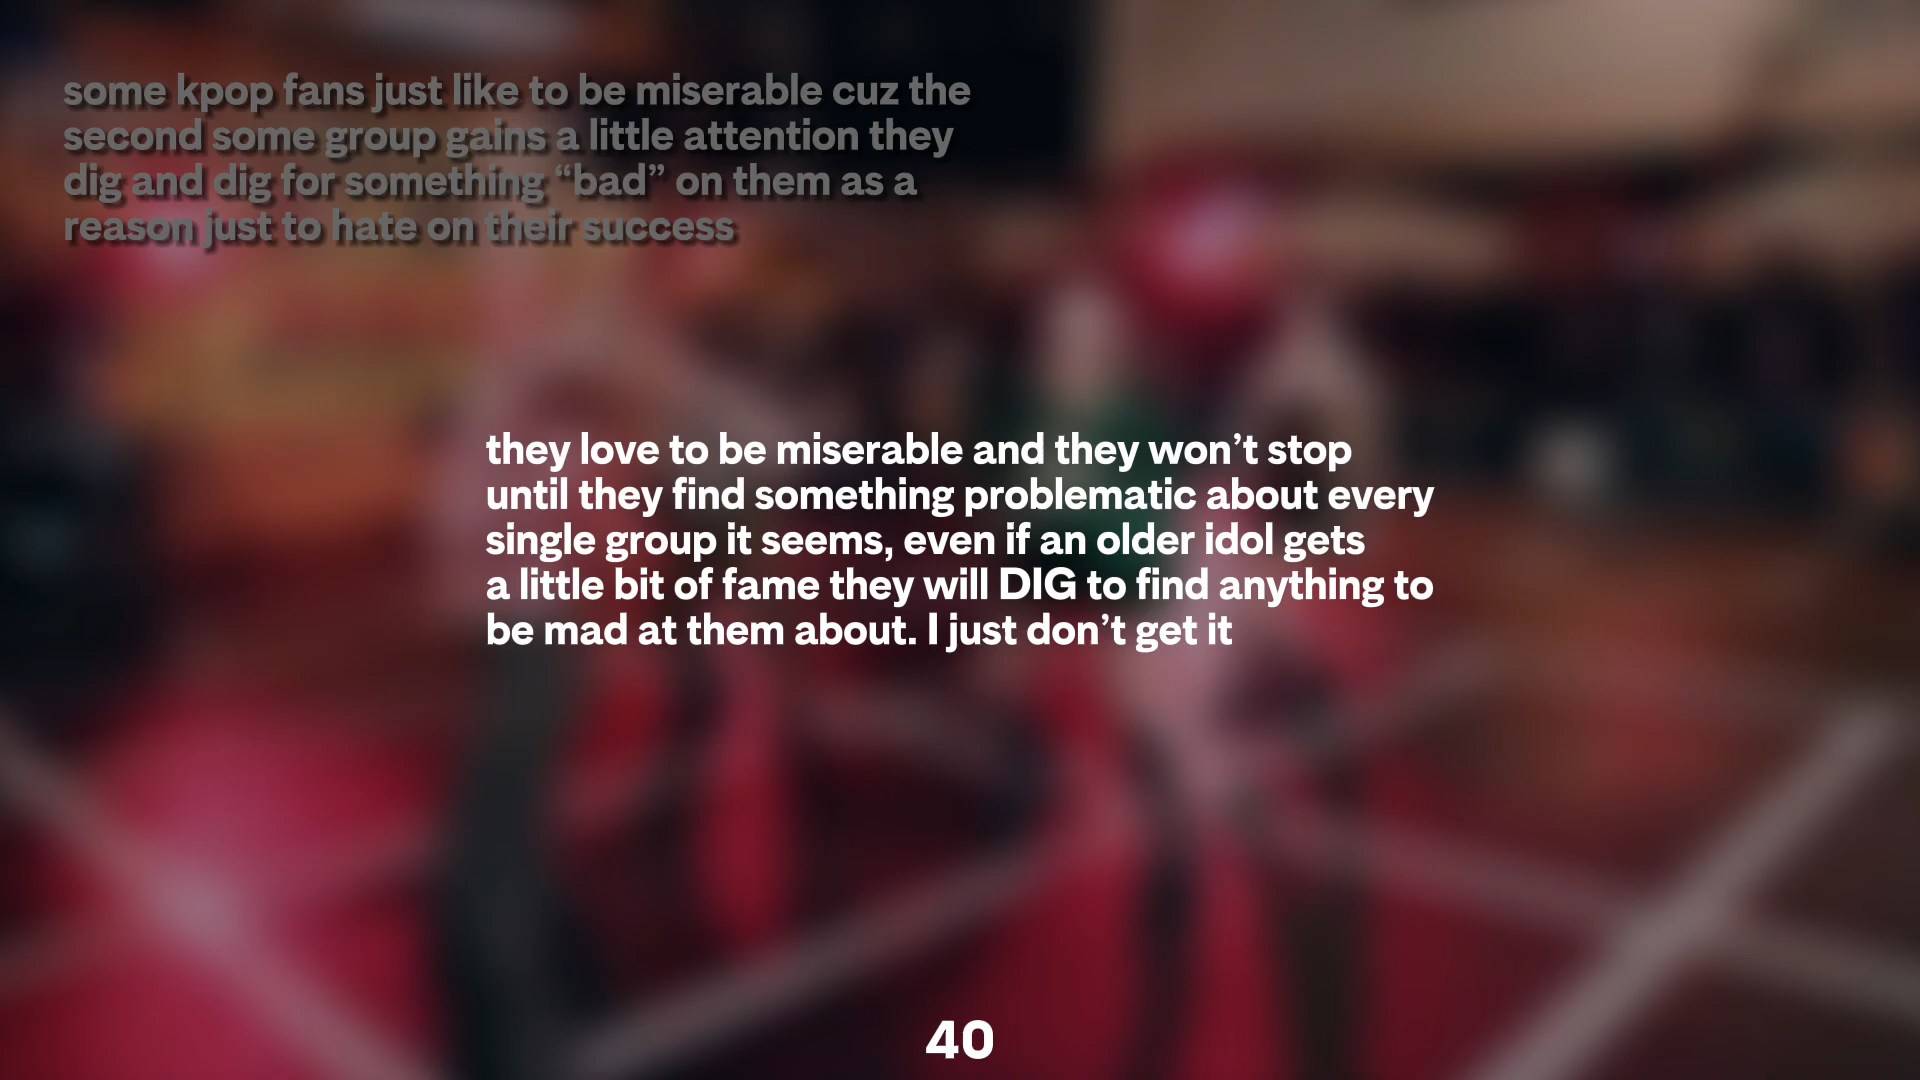 some kpop fans just like to be miserable cuz the
second some group gains a little attention they
dig and dig for something “bad” on them as a
reason just to hate on their success
they love to be miserable and they won’t stop
until they find something problematic about every
single group it seems, even if an older idol gets
a little bit of fame they will DIG to find anything to
be mad at them about. I just don’t get it
40